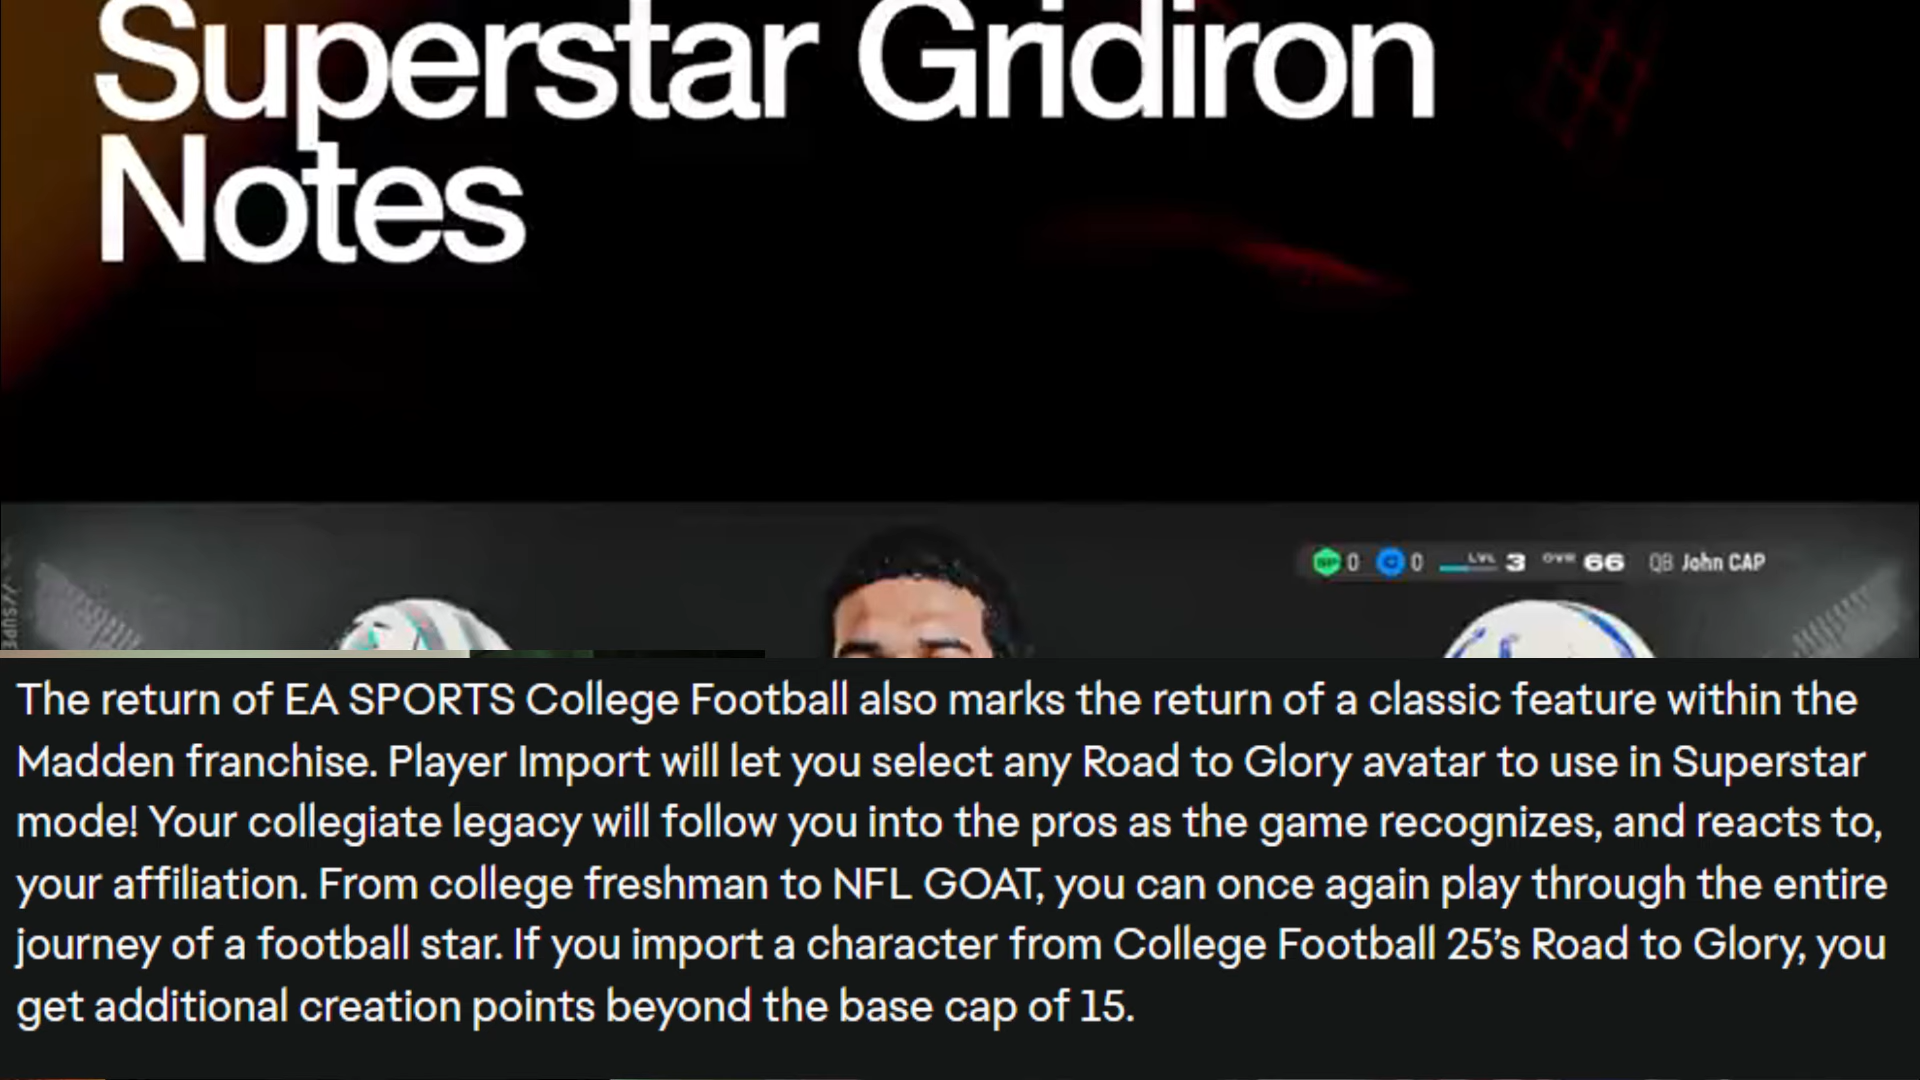 Superstar Gridiron
Notes
0 0 LVL 3 OVR 66 QB John CAP
The return of EA SPORTS College Football also marks the return of a classic feature within the
Madden franchise. Player Import will let you select any Road to Glory avatar to use in Superstar
mode! Your collegiate legacy will follow you into the pros as the game recognizes, and reacts to,
your affiliation. From college freshman to NFL GOAT, you can once again play through the entire
journey of a football star. If you import a character from College Football 25’s Road to Glory, you
get additional creation points beyond the base cap of 15.